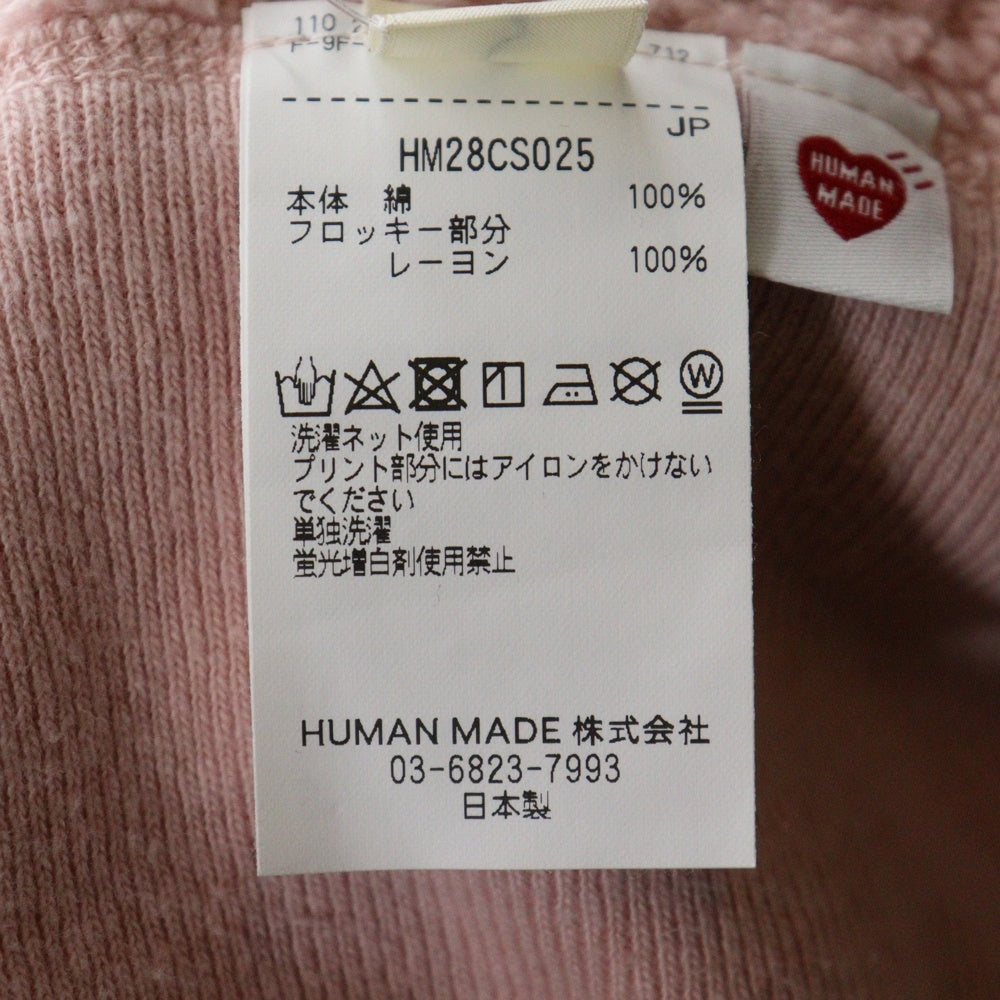 110
F-9F-
712
JP
HM28CS025
本体 綿 100%
フロッキー部分
レーヨン 100%
W
洗濯ネット使用
プリント部分にはアイロンをかけない
でください
単独洗濯
蛍光増白剤使用禁止
HUMAN MADE 株式会社
03-6823-7993
日本製
HUMAN
MADE